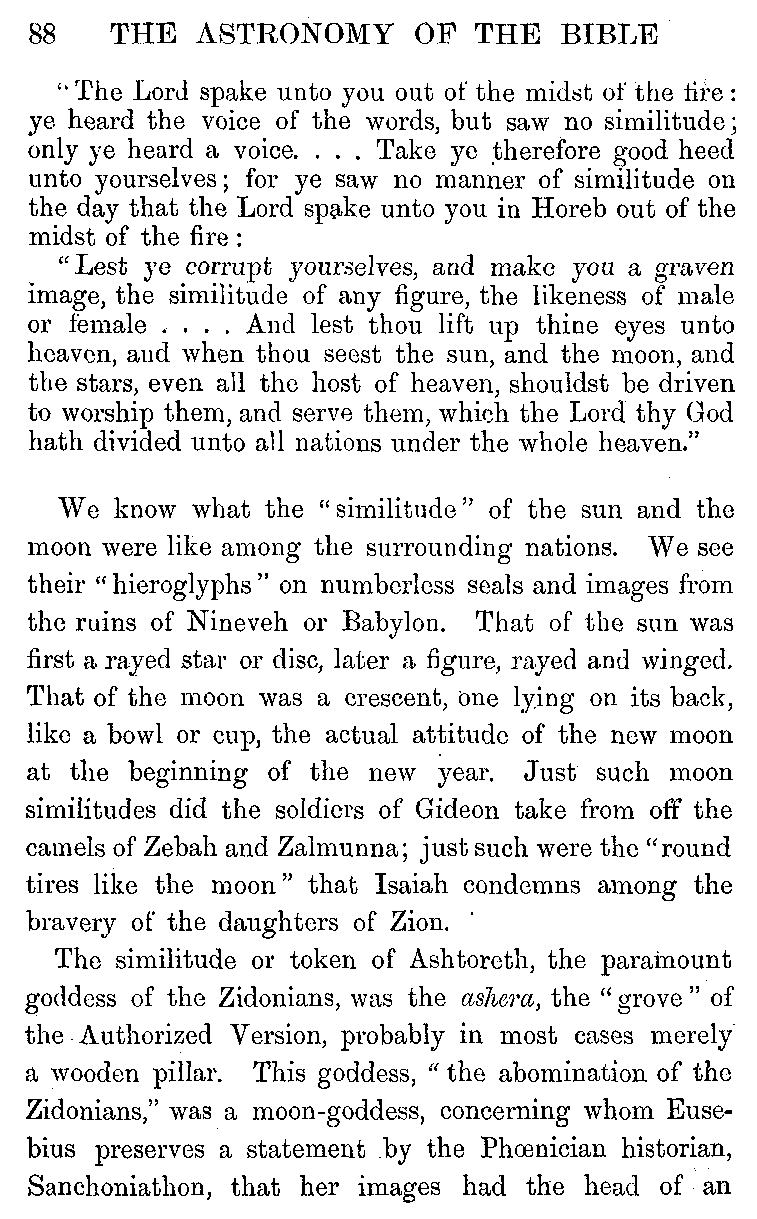 88 THE ASTRONOMY OF THE BIBLE
"The Lord spake unto you out of the midst of the fire:
ye heard the voice of the words, but saw no similitude;
only ye heard a voice. . . . Take ye therefore good heed
unto yourselves; for ye saw no manner of similitude on
the day that the Lord spake unto you in Horeb out of the
midst of the fire:
"Lest ye corrupt yourselves, and make you a graven
image, the similitude of any figure, the likeness of male
or female . . . . And lest thou lift up thine eyes unto
heaven, and when thou seest the sun, and the moon, and
the stars, even all the host of heaven, shouldst be driven
to worship them, and serve them, which the Lord thy God
hath divided unto all nations under the whole heaven."
We know what the "similitude" of the sun and the
moon were like among the surrounding nations. We see
their "hieroglyphs" on numberless seals and images from
the ruins of Nineveh or Babylon. That of the sun was
first a rayed star or disc, later a figure, rayed and winged.
That of the moon was a crescent, one lying on its back,
like a bowl or cup, the actual attitude of the new moon
at the beginning of the new year. Just such moon
similitudes did the soldiers of Gideon take from off the
camels of Zebah and Zalmunna; just such were the "round
tires like the moon" that Isaiah condemns among the
bravery of the daughters of Zion.
The similitude or token of Ashtoreth, the paramount
goddess of the Zidonians, was the ashera, the "grove" of
the Authorized Version, probably in most cases merely
a wooden pillar. This goddess, "the abomination of the
Zidonians," was a moon-goddess, concerning whom Euse-
bius preserves a statement by the Phœnician historian,
Sanchoniathon, that her images had the head of an